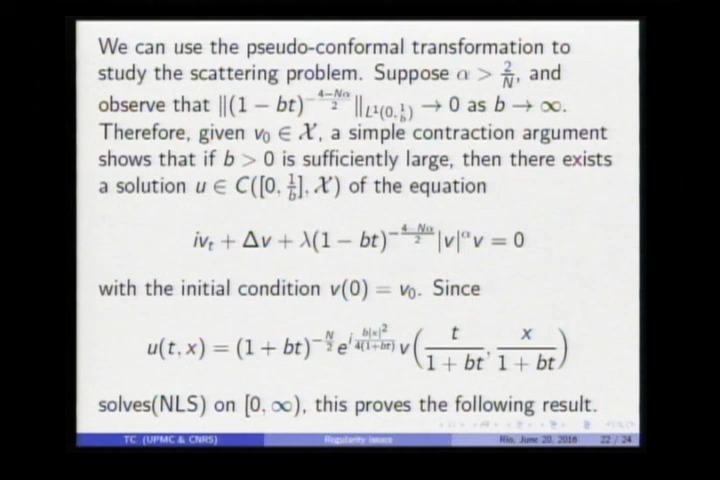 We can use the pseudo-conformal transformation to
study the scattering problem. Suppose α > 2/N, and
observe that ‖(1 − bt)^{−(4−Nα)/2}‖_{L¹(0,1/b)} → 0 as b → ∞.
Therefore, given v₀ ∈ 𝒳, a simple contraction argument
shows that if b > 0 is sufficiently large, then there exists
a solution u ∈ C([0, 1/b], 𝒳) of the equation
iv_t + Δv + λ(1 − bt)^{−(4−Nα)/2}|v|^α v = 0
with the initial condition v(0) = v₀. Since
u(t, x) = (1 + bt)^{−N/2} e^{i b|x|²/4(1+bt)} v(t/(1 + bt), x/(1 + bt))
solves(NLS) on [0, ∞), this proves the following result.
TC (UPMC & CNRS) Regularity issues Rio, June 20, 2016 22 / 24